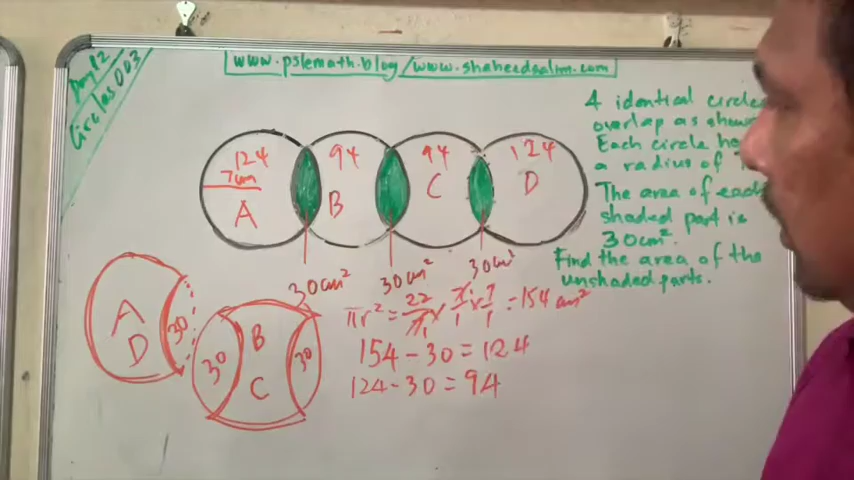 Day 12
Circles 003
www.pslemath.blog/www.shaheedsalim.com
4 identical circles
overlap as
Each circle
a radius of
The area of each
shaded part is
30cm².
Find the area of the
unshaded parts.
124 94 94 124
7cm
A B C D
30cm² 30cm² 30cm²
A
D 30
30 B 30
C
πr² = 22/7 × 7/1 × 7/1 = 154 cm²
154 - 30 = 124
124 - 30 = 94